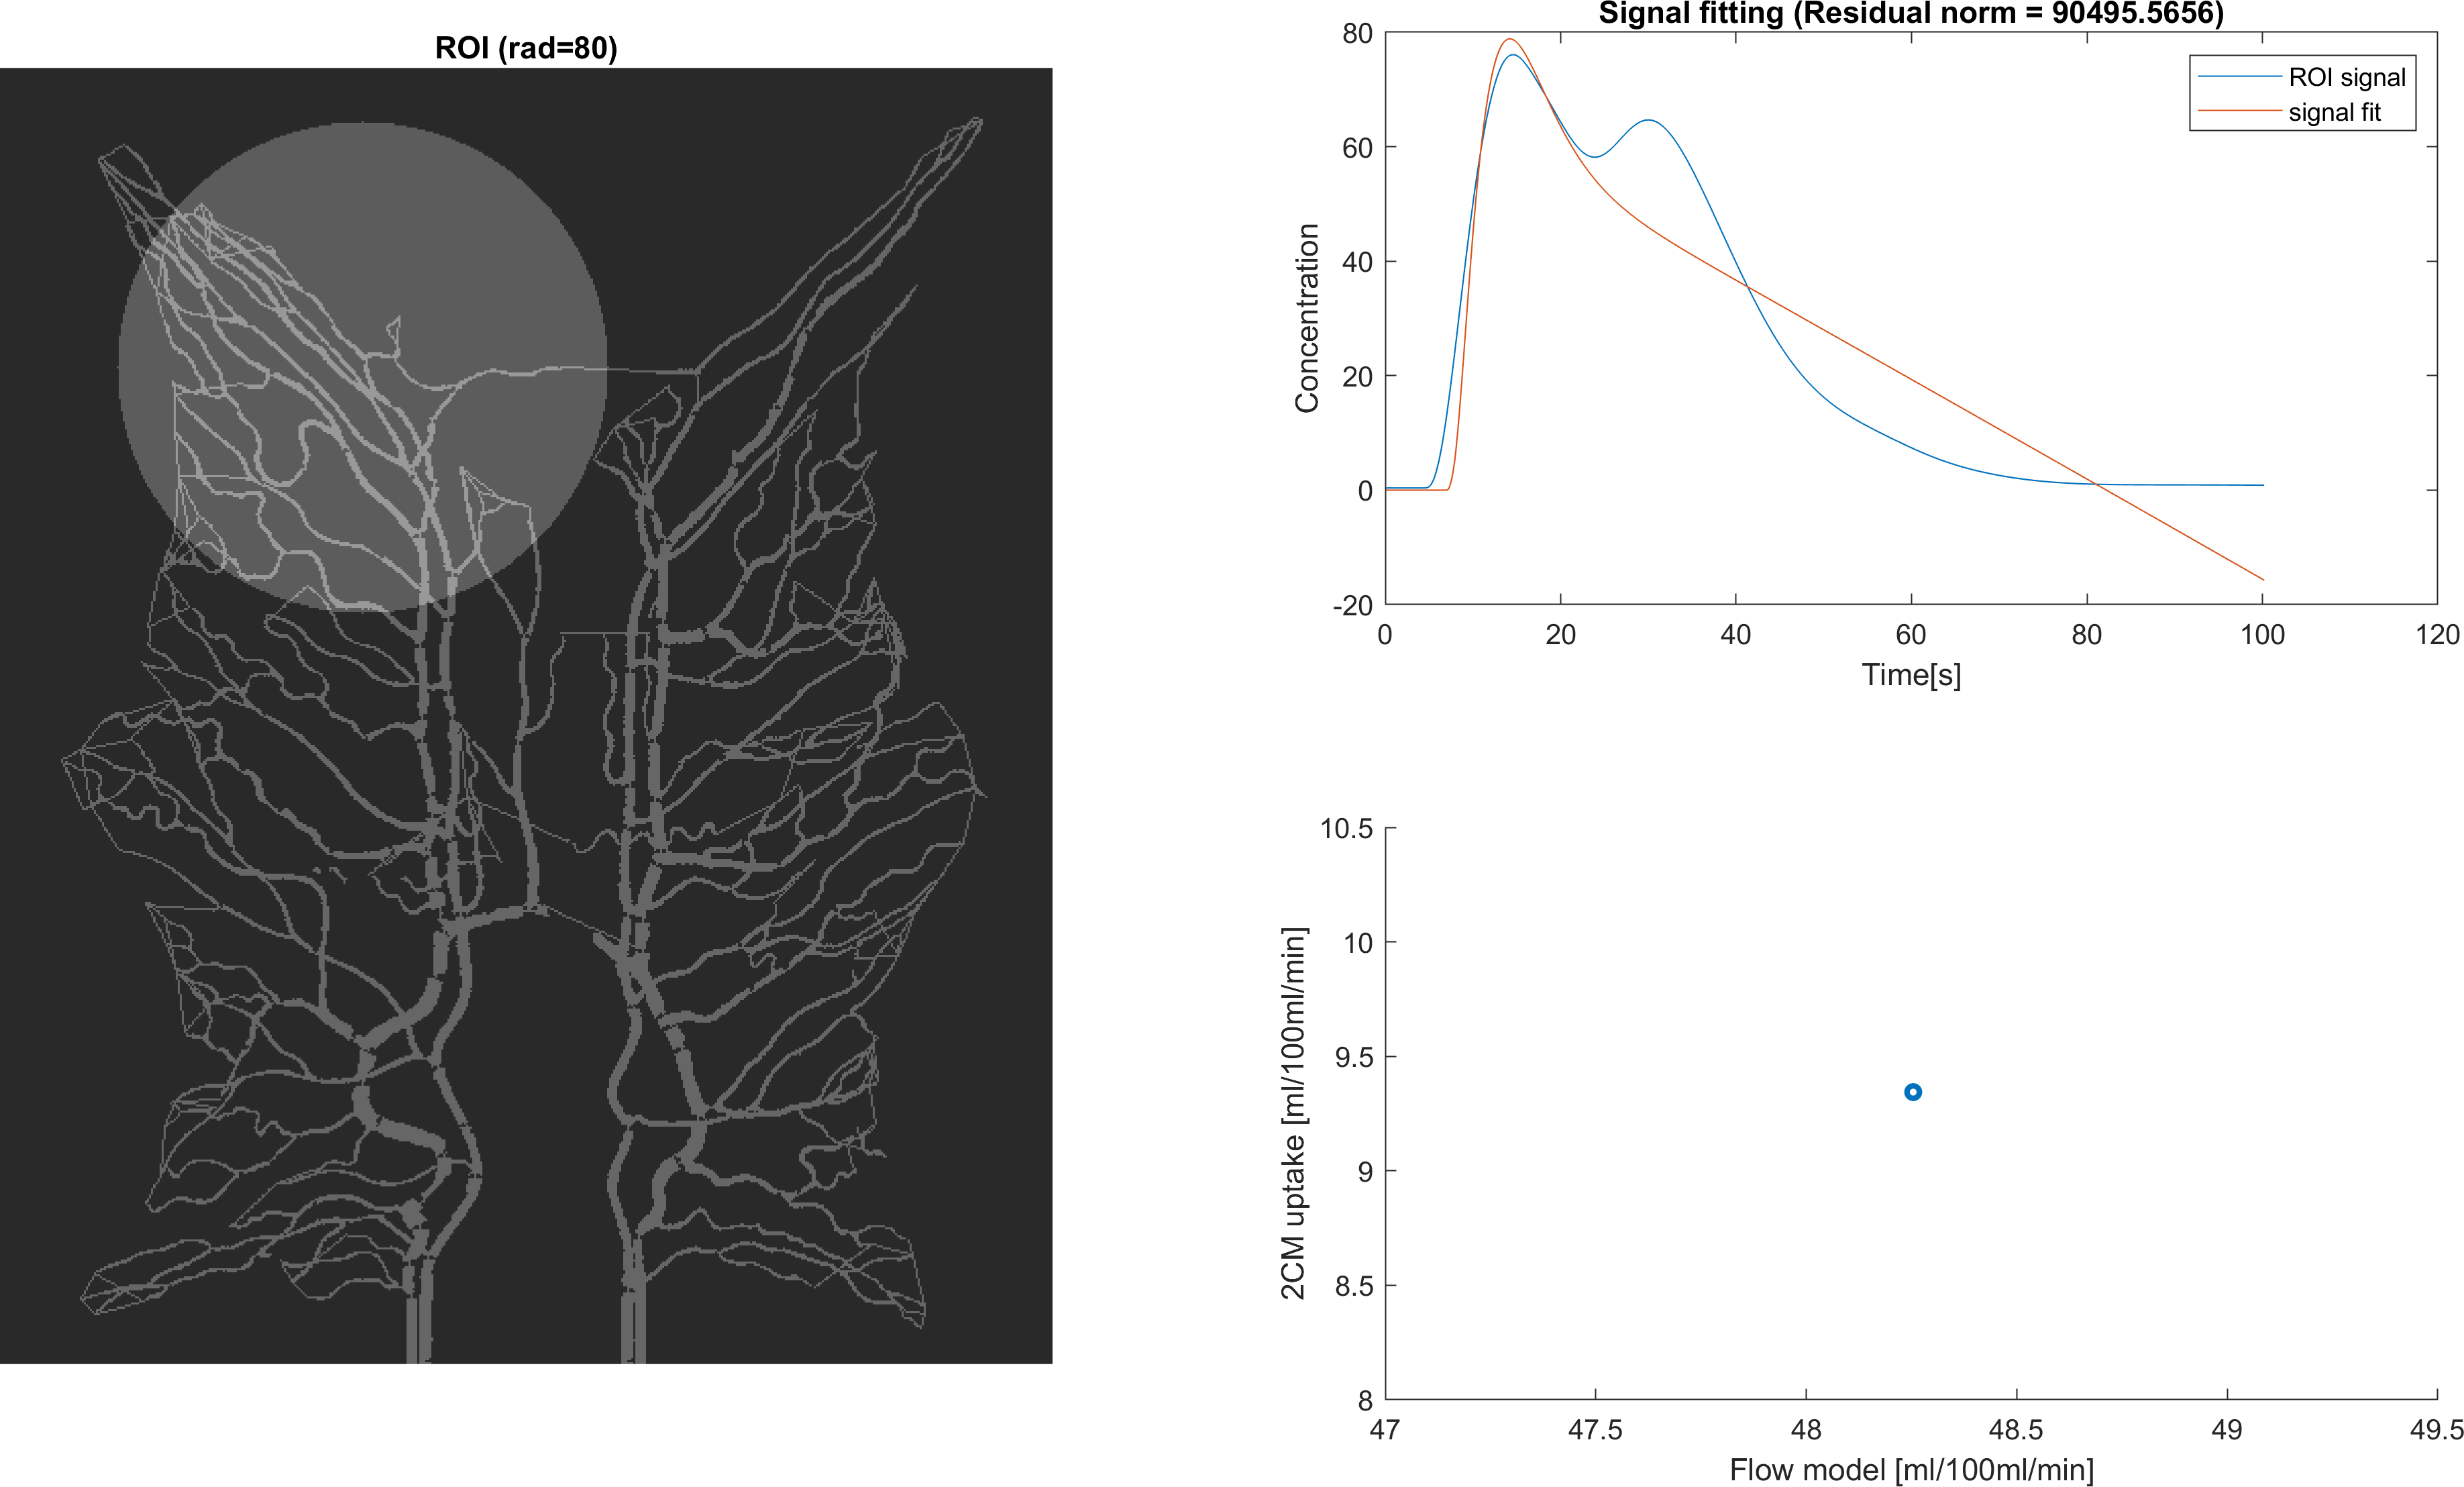 ROI (rad=80)
Signal fitting (Residual norm = 90495.5656)
80
60
40
20
0
-20
Concentration
ROI signal
signal fit
0 20 40 60 80 100 120
Time[s]
10.5
10
9.5
9
8.5
8
2CM uptake [ml/100ml/min]
47 47.5 48 48.5 49 49.5
Flow model [ml/100ml/min]